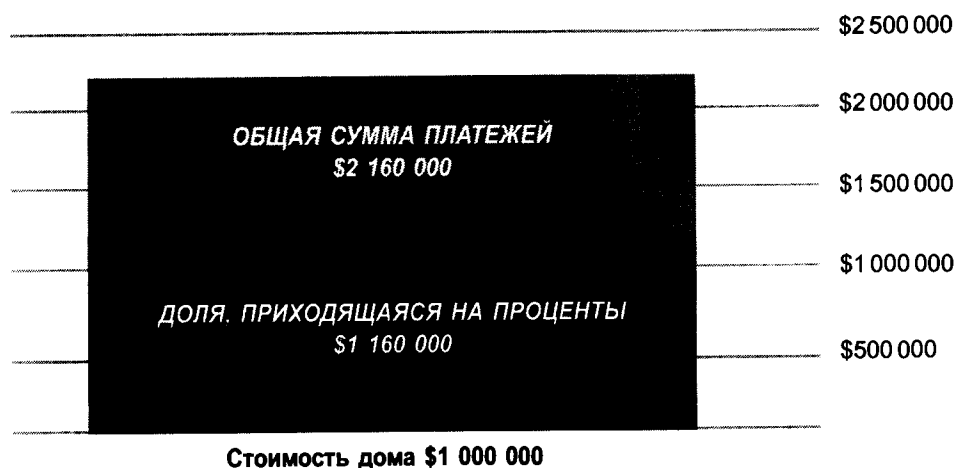 $2 500 000
$2 000 000
ОБЩАЯ СУММА ПЛАТЕЖЕЙ
$2 160 000
$1 500 000
$1 000 000
ДОЛЯ, ПРИХОДЯЩАЯСЯ НА ПРОЦЕНТЫ
$1 160 000
$500 000
Стоимость дома $1 000 000